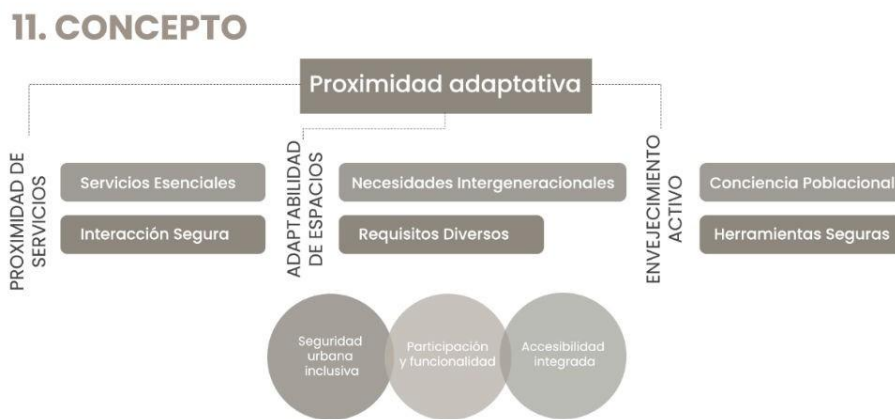 11. CONCEPTO
Proximidad adaptativa
PROXIMIDAD DE
SERVICIOS
Servicios Esenciales
Interacción Segura
ADAPTABILIDAD
DE ESPACIOS
Necesidades Intergeneracionales
Requisitos Diversos
ENVEJECIMIENTO
ACTIVO
Conciencia Poblacional
Herramientas Seguras
Seguridad
urbana
inclusiva
Participación
y funcionalidad
Accesibilidad
integrada